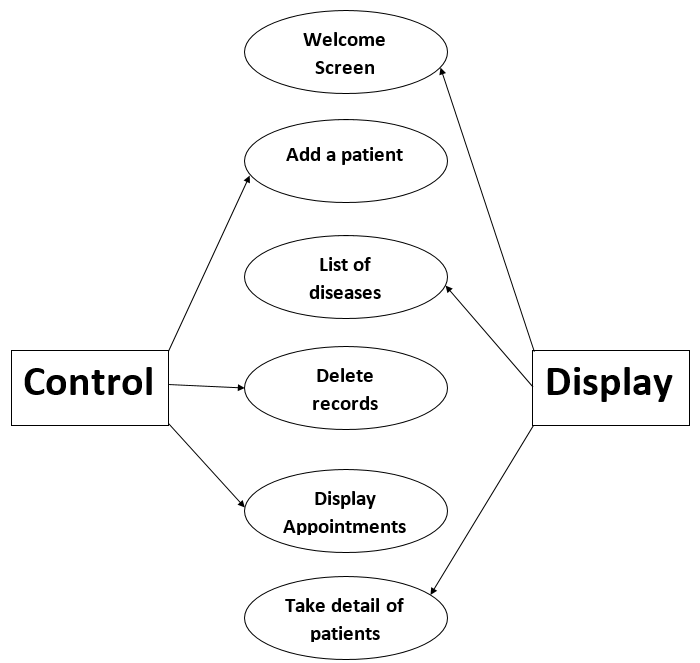 Welcome
Screen
Add a patient
List of
diseases
Control
Delete
records
Display
Display
Appointments
Take detail of
patients